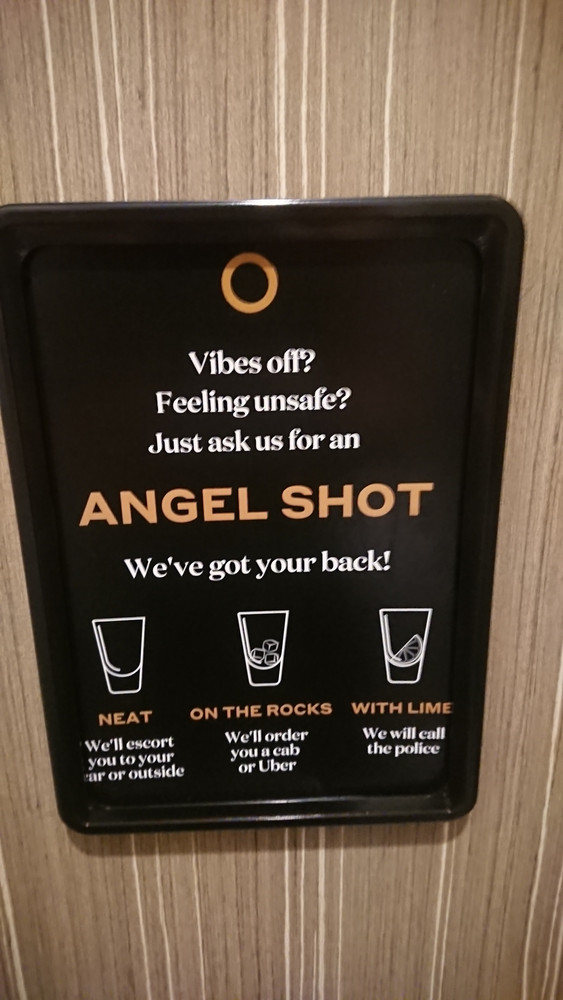 Vibes off?
Feeling unsafe?
Just ask us for an
ANGEL SHOT
We've got your back!
NEAT
We'll escort
you to your
car or outside
ON THE ROCKS
We'll order
you a cab
or Uber
WITH LIME
We will call
the police